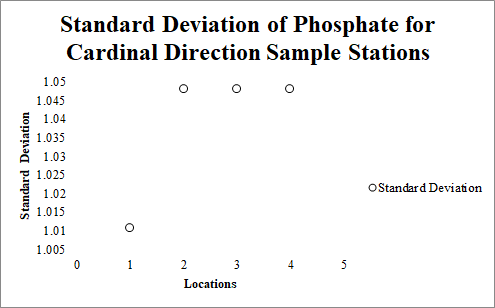 Standard Deviation of Phosphate for
Cardinal Direction Sample Stations
1.05
1.045
1.04
1.035
1.03
1.025
1.02
1.015
1.01
1.005
Standard Deviation
0 1 2 3 4 5
Locations
Standard Deviation